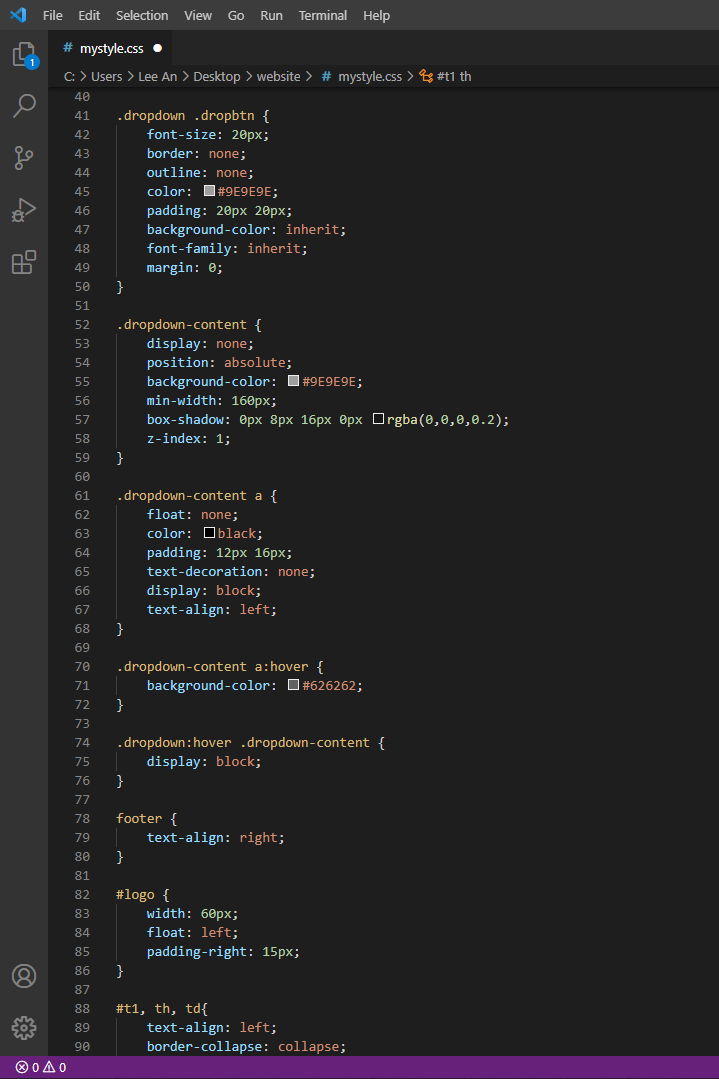 File Edit Selection View Go Run Terminal Help
# mystyle.css
1
C: > Users > Lee An > Desktop > website > # mystyle.css > #t1 th
40
41 .dropdown .dropbtn {
42 font-size: 20px;
43 border: none;
44 outline: none;
45 color: #9E9E9E;
46 padding: 20px 20px;
47 background-color: inherit;
48 font-family: inherit;
49 margin: 0;
50 }
51
52 .dropdown-content {
53 display: none;
54 position: absolute;
55 background-color: #9E9E9E;
56 min-width: 160px;
57 box-shadow: 0px 8px 16px 0px rgba(0,0,0,0.2);
58 z-index: 1;
59 }
60
61 .dropdown-content a {
62 float: none;
63 color: black;
64 padding: 12px 16px;
65 text-decoration: none;
66 display: block;
67 text-align: left;
68 }
69
70 .dropdown-content a:hover {
71 background-color: #626262;
72 }
73
74 .dropdown:hover .dropdown-content {
75 display: block;
76 }
77
78 footer {
79 text-align: right;
80 }
81
82 #logo {
83 width: 60px;
84 float: left;
85 padding-right: 15px;
86 }
87
88 #t1, th, td{
89 text-align: left;
90 border-collapse: collapse;
0 0